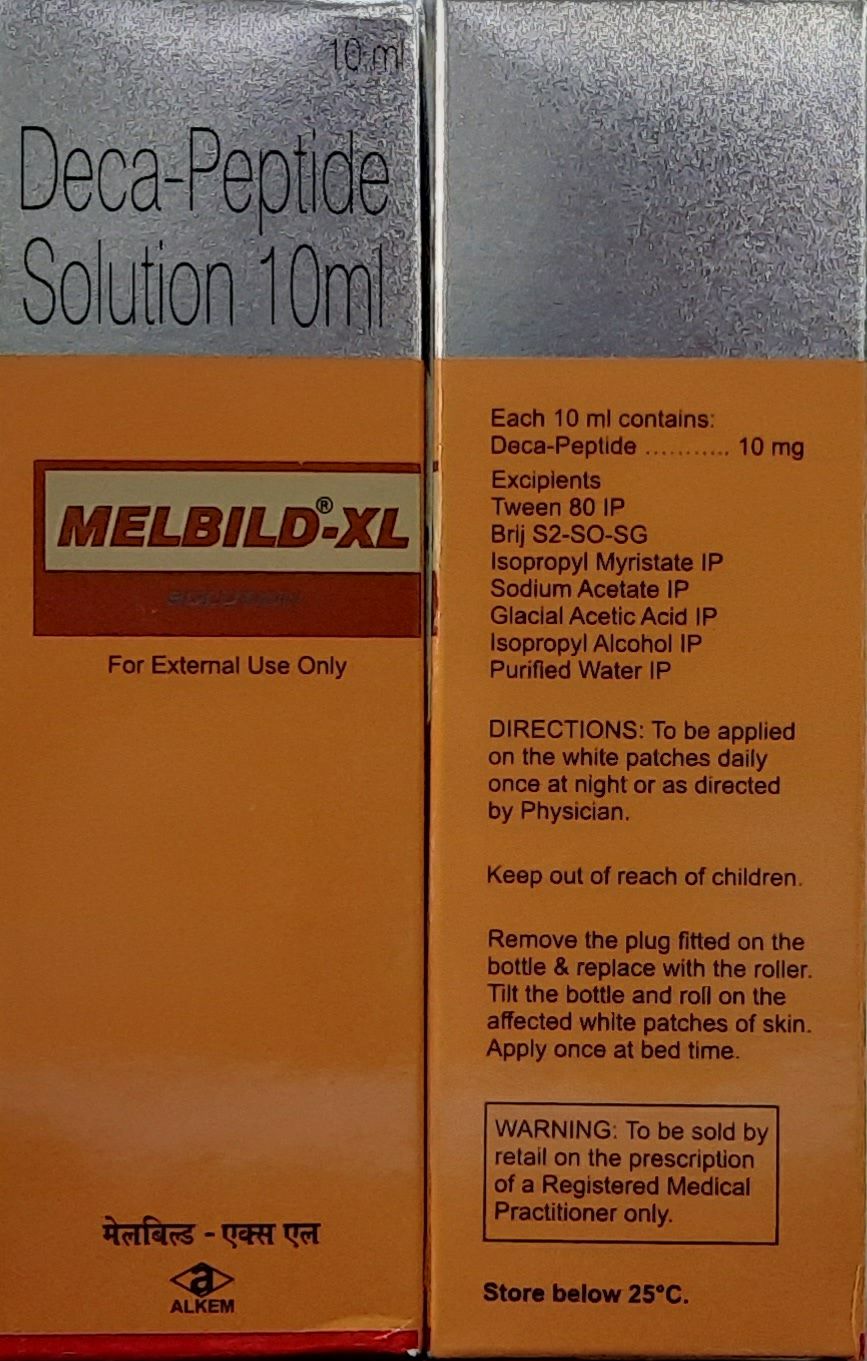 10 ml
Deca-Peptide
Solution 10ml
MELBILD®-XL
For External Use Only
मेलबिल्ड - एक्स एल
a
ALKEM
Each 10 ml contains:
Deca-Peptide ........... 10 mg
Excipients
Tween 80 IP
Brij S2-SO-SG
Isopropyl Myristate IP
Sodium Acetate IP
Glacial Acetic Acid IP
Isopropyl Alcohol IP
Purified Water IP
DIRECTIONS: To be applied
on the white patches daily
once at night or as directed
by Physician.
Keep out of reach of children.
Remove the plug fitted on the
bottle & replace with the roller.
Tilt the bottle and roll on the
affected white patches of skin.
Apply once at bed time.
WARNING: To be sold by
retail on the prescription
of a Registered Medical
Practitioner only.
Store below 25°C.